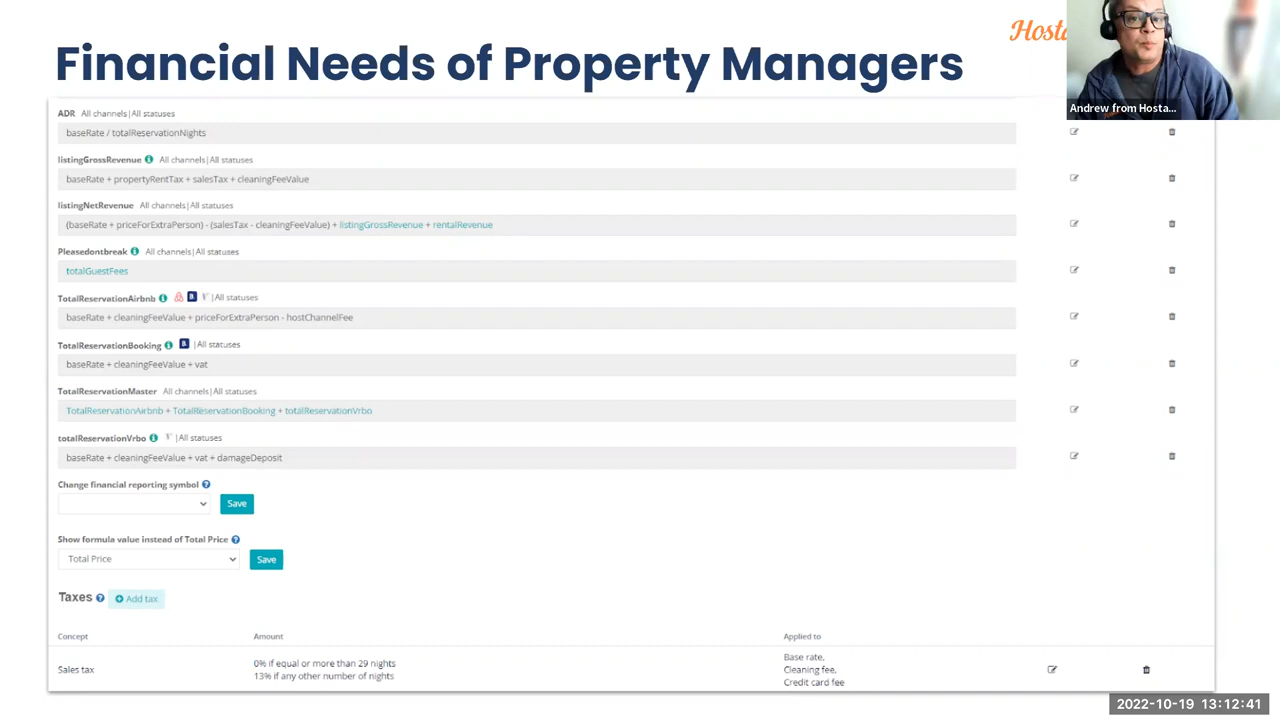 Hosta
Financial Needs of Property Managers
Andrew from Hosta...
ADR All channels|All statuses
baseRate / totalReservationNights
listingGrossRevenue All channels|All statuses
baseRate + propertyRentTax + salesTax + cleaningFeeValue
listingNetRevenue All channels|All statuses
(baseRate + priceForExtraPerson) - (salesTax - cleaningFeeValue) + listingGrossRevenue + rentalRevenue
Pleasedontbreak All channels|All statuses
totalGuestFees
TotalReservationAirbnb B. |All statuses
baseRate + cleaningFeeValue + priceForExtraPerson - hostChannelFee
TotalReservationBooking B. |All statuses
baseRate + cleaningFeeValue + vat
TotalReservationMaster All channels|All statuses
TotalReservationAirbnb + TotalReservationBooking + totalReservationVrbo
totalReservationVrbo |All statuses
baseRate + cleaningFeeValue + vat + damageDeposit
Change financial reporting symbol
Save
Show formula value instead of Total Price
Total Price Save
Taxes Add tax
Concept Amount Applied to
Sales tax
0% if equal or more than 29 nights
13% if any other number of nights
Base rate,
Cleaning fee,
Credit card fee
2022-10-19 13:12:41